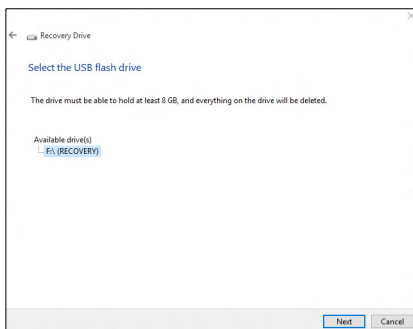 Recovery Drive
Select the USB flash drive
The drive must be able to hold at least 8 GB, and everything on the drive will be deleted.
Available drive(s)
F:\ (RECOVERY)
Next Cancel